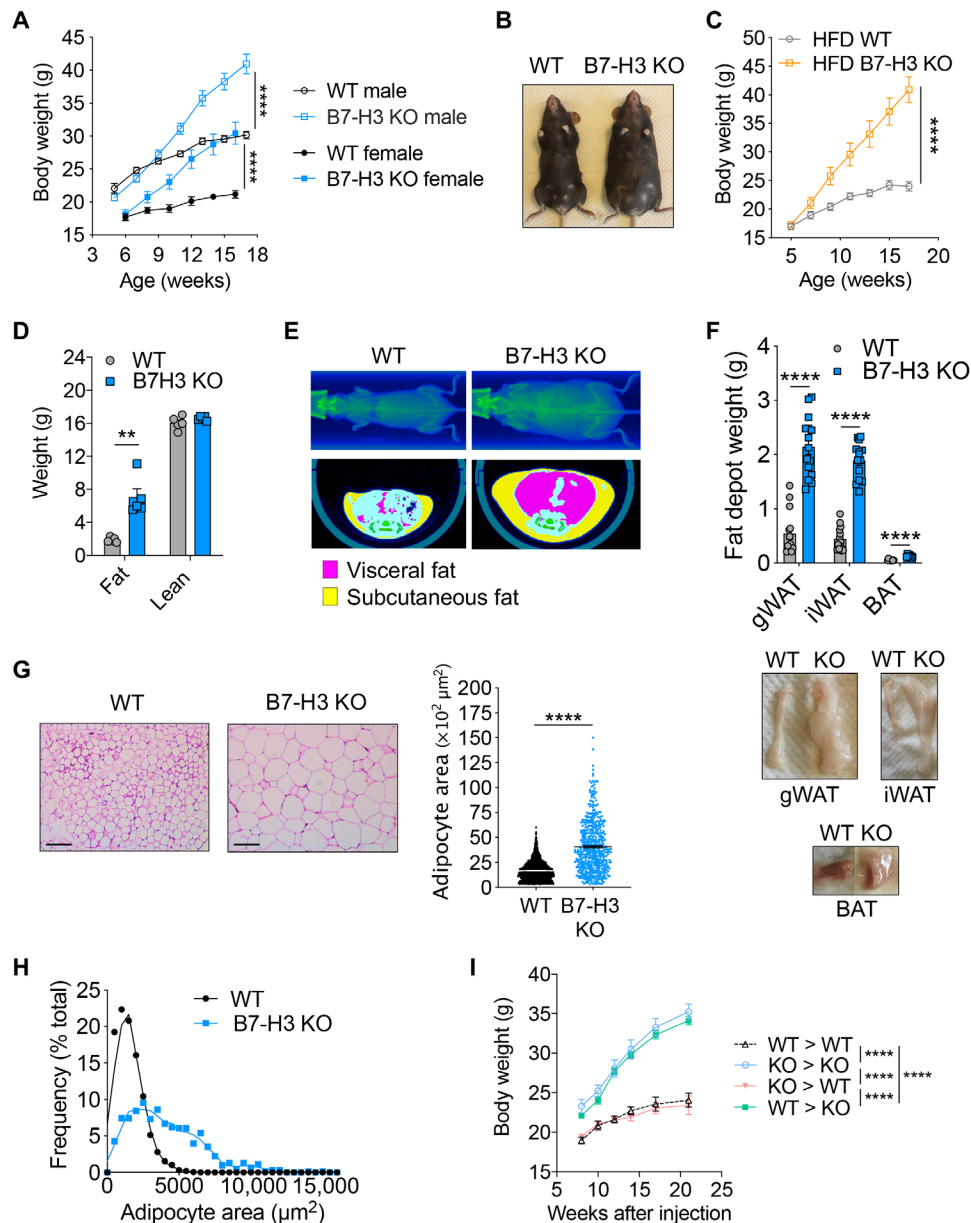 A
Body weight (g)
45
40
35
30
25
20
15
3 6 9 12 15 18
Age (weeks)
****
****
WT male
B7-H3 KO male
WT female
B7-H3 KO female
B
WT B7-H3 KO
C
HFD WT
HFD B7-H3 KO
Body weight (g)
50
45
40
35
30
25
20
15
5 10 15 20
Age (weeks)
****
D
WT
B7H3 KO
Weight (g)
24
20
16
12
8
4
0
**
Fat
Lean
E
WT B7-H3 KO
Visceral fat
Subcutaneous fat
F
WT
B7-H3 KO
Fat depot weight (g)
4
3
2
1
0
****
****
****
gWAT
iWAT
BAT
WT KO
gWAT
WT KO
iWAT
WT KO
BAT
G
WT B7-H3 KO
Adipocyte area (×10² µm²)
200
175
150
125
100
75
50
25
0
****
WT B7-H3
KO
H
WT
B7-H3 KO
Frequency (% total)
25
20
15
10
5
0
0 5000 10,000 15,000
Adipocyte area (µm²)
I
Body weight (g)
40
35
30
25
20
15
5 10 15 20 25
Weeks after injection
WT > WT
KO > KO
KO > WT
WT > KO
****
****
****
****